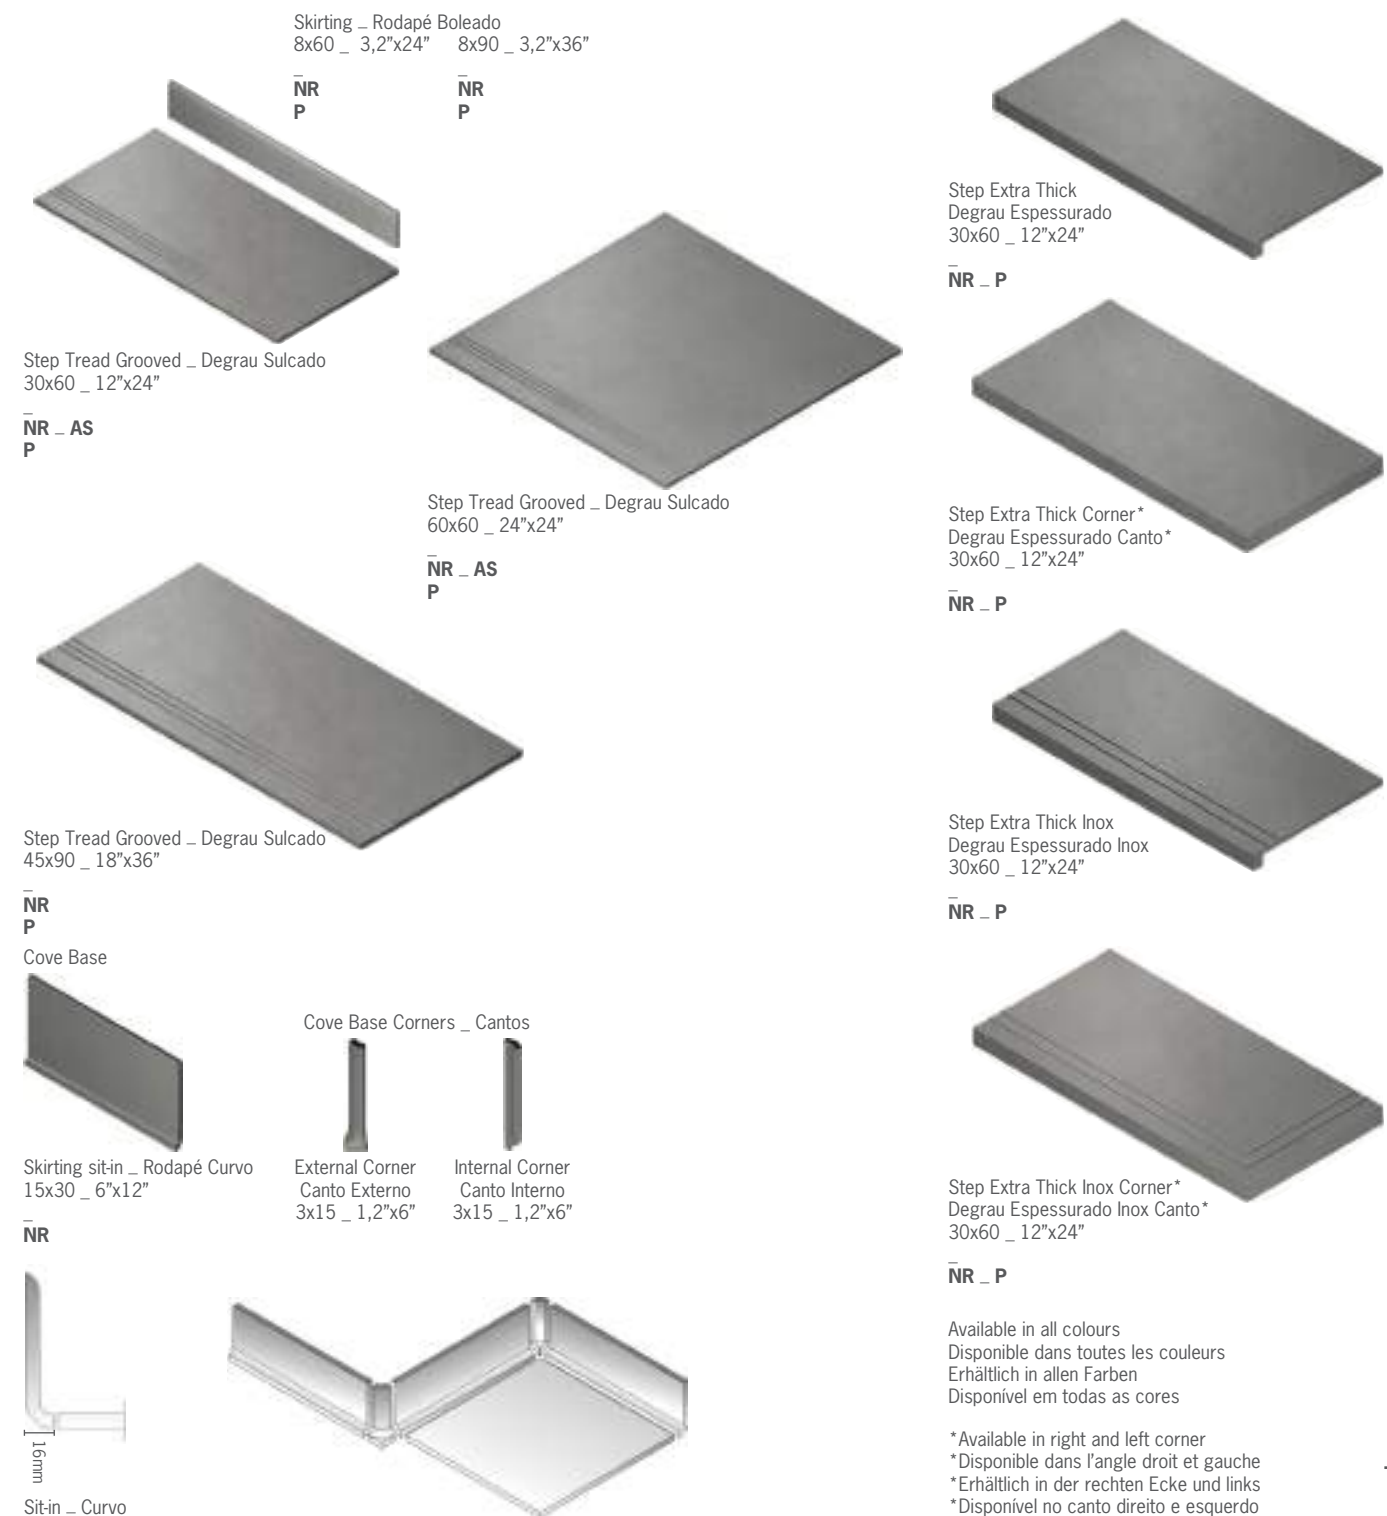 Skirting _ Rodapé Boleado
8x60 _ 3,2”x24” 8x90 _ 3,2”x36”
_ _
NR NR
P P
Step Tread Grooved _ Degrau Sulcado
30x60 _ 12”x24”
_
NR _ AS
P
Step Tread Grooved _ Degrau Sulcado
60x60 _ 24”x24”
_
NR _ AS
P
Step Tread Grooved _ Degrau Sulcado
45x90 _ 18”x36”
_
NR
P
Cove Base
Skirting sit-in _ Rodapé Curvo
15x30 _ 6”x12”
_
NR
Cove Base Corners _ Cantos
External Corner
Canto Externo
3x15 _ 1,2”x6”
Internal Corner
Canto Interno
3x15 _ 1,2”x6”
16mm
Sit-in _ Curvo
Step Extra Thick
Degrau Espessurado
30x60 _ 12”x24”
_
NR _ P
Step Extra Thick Corner*
Degrau Espessurado Canto*
30x60 _ 12”x24”
_
NR _ P
Step Extra Thick Inox
Degrau Espessurado Inox
30x60 _ 12”x24”
_
NR _ P
Step Extra Thick Inox Corner*
Degrau Espessurado Inox Canto*
30x60 _ 12”x24”
_
NR _ P
Available in all colours
Disponible dans toutes les couleurs
Erhältlich in allen Farben
Disponível em todas as cores
*Available in right and left corner
*Disponible dans l’angle droit et gauche
*Erhältlich in der rechten Ecke und links
*Disponível no canto direito e esquerdo